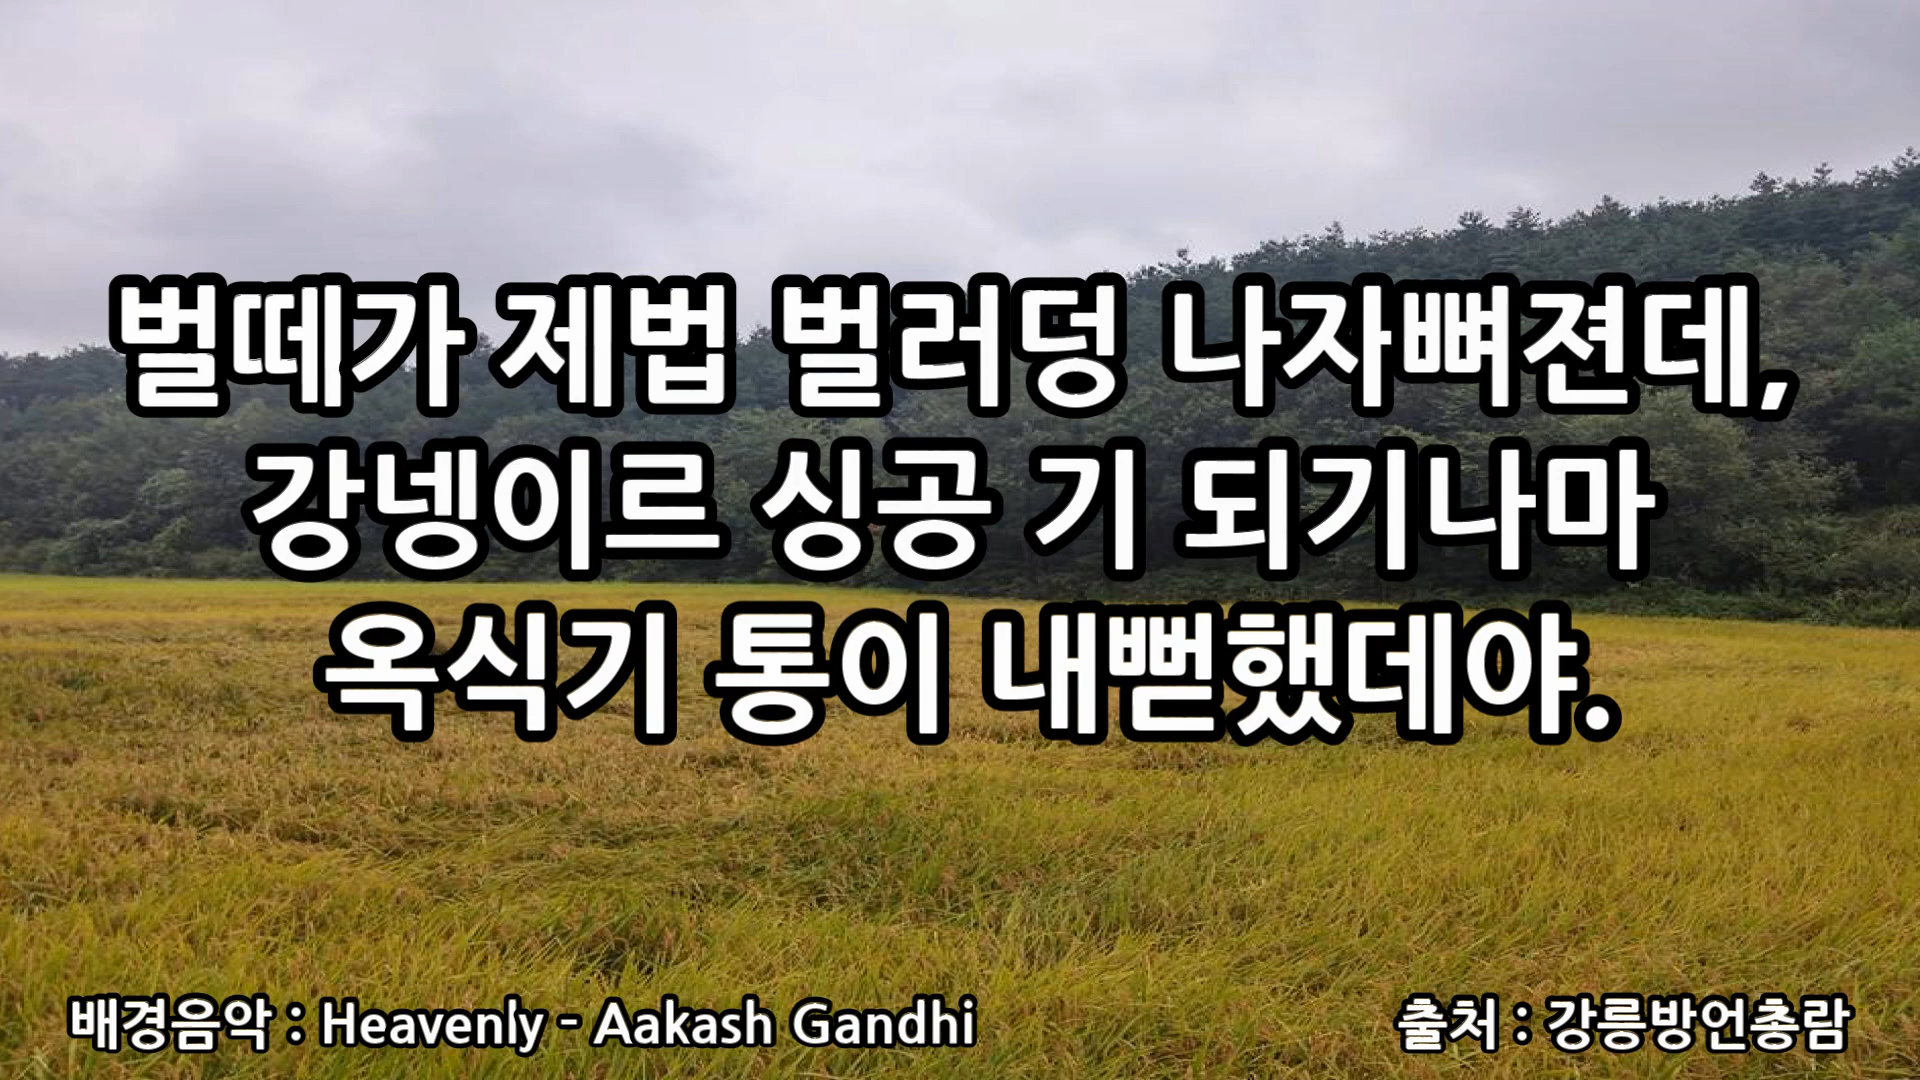 벌떼가 제법 벌러덩 나자뼈젼데,
강넹이르 싱공 기 되기나마
옥식기 통이 내뻗했데야.
배경음악 : Heavenly - Aakash Gandhi
출처 : 강릉방언총람